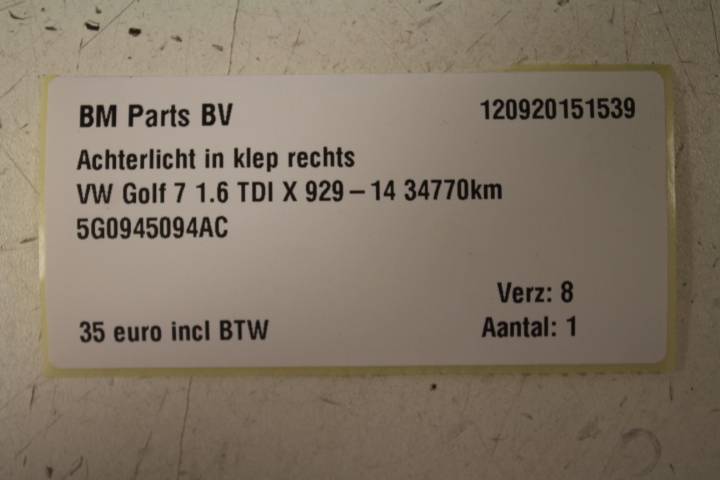 BM Parts BV 120920151539
Achterlicht in klep rechts
VW Golf 7 1.6 TDI X 929 – 14 34770km
5G0945094AC
Verz: 8
35 euro incl BTW Aantal: 1